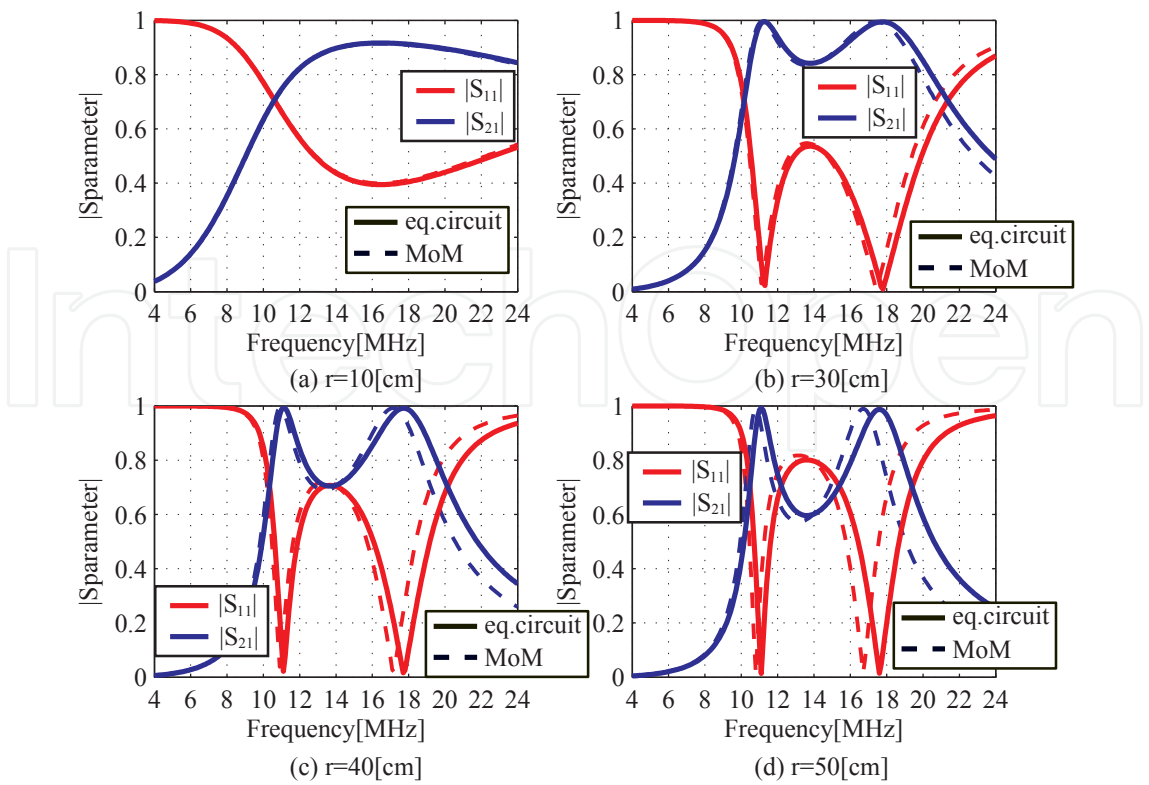 |Sparameter|
1
0.8
0.6
0.4
0.2
0
|S11|
|S21|
eq.circuit
MoM
4 6 8 10 12 14 16 18 20 22 24
Frequency[MHz]
(a) r=10[cm]
|Sparameter|
1
0.8
0.6
0.4
0.2
0
|S11|
|S21|
eq.circuit
MoM
4 6 8 10 12 14 16 18 20 22 24
Frequency[MHz]
(b) r=30[cm]
IntechOpen
|Sparameter|
1
0.8
0.6
0.4
0.2
0
|S11|
|S21|
eq.circuit
MoM
4 6 8 10 12 14 16 18 20 22 24
Frequency[MHz]
(c) r=40[cm]
|Sparameter|
1
0.8
0.6
0.4
0.2
0
|S11|
|S21|
eq.circuit
MoM
4 6 8 10 12 14 16 18 20 22 24
Frequency[MHz]
(d) r=50[cm]